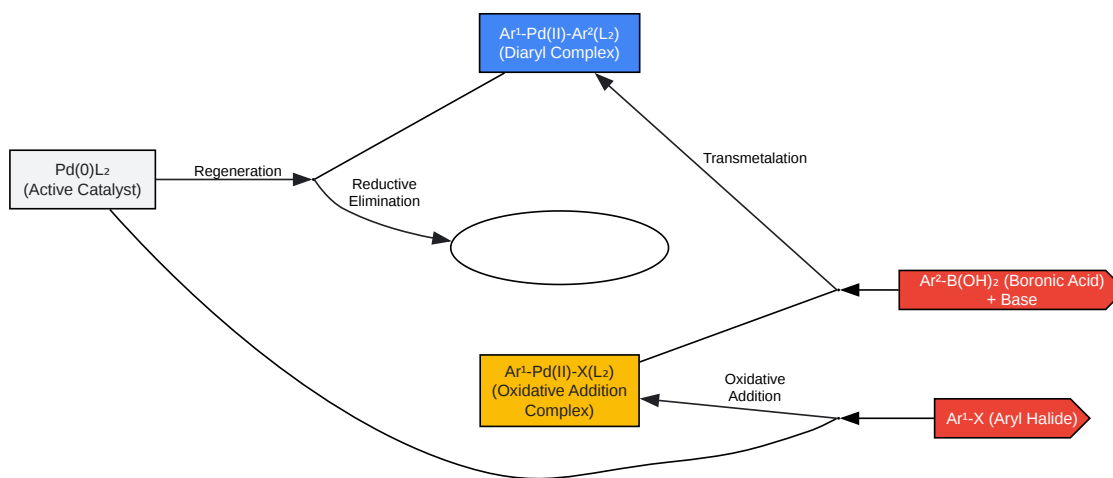 Ar¹-Pd(II)-Ar²(L₂)
(Diaryl Complex)
Transmetalation
Pd(0)L₂
(Active Catalyst)
Regeneration
Reductive
Elimination
Ar²-B(OH)₂ (Boronic Acid)
+ Base
Ar¹-Pd(II)-X(L₂)
(Oxidative Addition
Complex)
Oxidative
Addition
Ar¹-X (Aryl Halide)